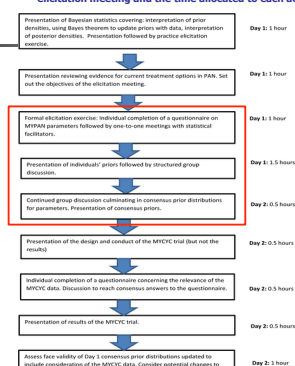 elicitation meeting and the time allocated to each
Presentation of Bayesian statistics covering: interpretation of prior
densities, using Bayes theorem to update priors with data, interpretation
of posterior densities. Presentation followed by practice elicitation
exercise.
Day 1: 1 hour
Presentation reviewing evidence for current treatment options in PAN. Set
out the objectives of the elicitation meeting.
Day 1: 1 hour
Formal elicitation exercise: Individual completion of a questionnaire on
MYPAN parameters followed by one-to-one meetings with statistical
facilitators.
Day 1: 1 hour
Presentation of individuals' priors followed by structured group
discussion.
Day 1: 1.5 hours
Continued group discussion culminating in consensus prior distributions
for parameters. Presentation of consensus priors.
Day 2: 0.5 hours
Presentation of the design and conduct of the MYCYC trial (but not the
results)
Day 2: 0.5 hours
Individual completion of a questionnaire concerning the relevance of the
MYCYC data. Discussion to reach consensus answers to the questionnaire.
Day 2: 0.5 hours
Presentation of results of the MYCYC trial.
Day 2: 0.5 hours
Assess face validity of Day 1 consensus prior distributions updated to
include consideration of the MYCYC data. Consider potential changes to
Day 2: 1 hour